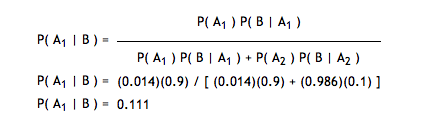 P( A₁ ) P( B | A₁ )
P( A₁ | B ) =
P( A₁ ) P( B | A₁ ) + P( A₂ ) P( B | A₂ )
P( A₁ | B ) = (0.014)(0.9) / [ (0.014)(0.9) + (0.986)(0.1) ]
P( A₁ | B ) = 0.111